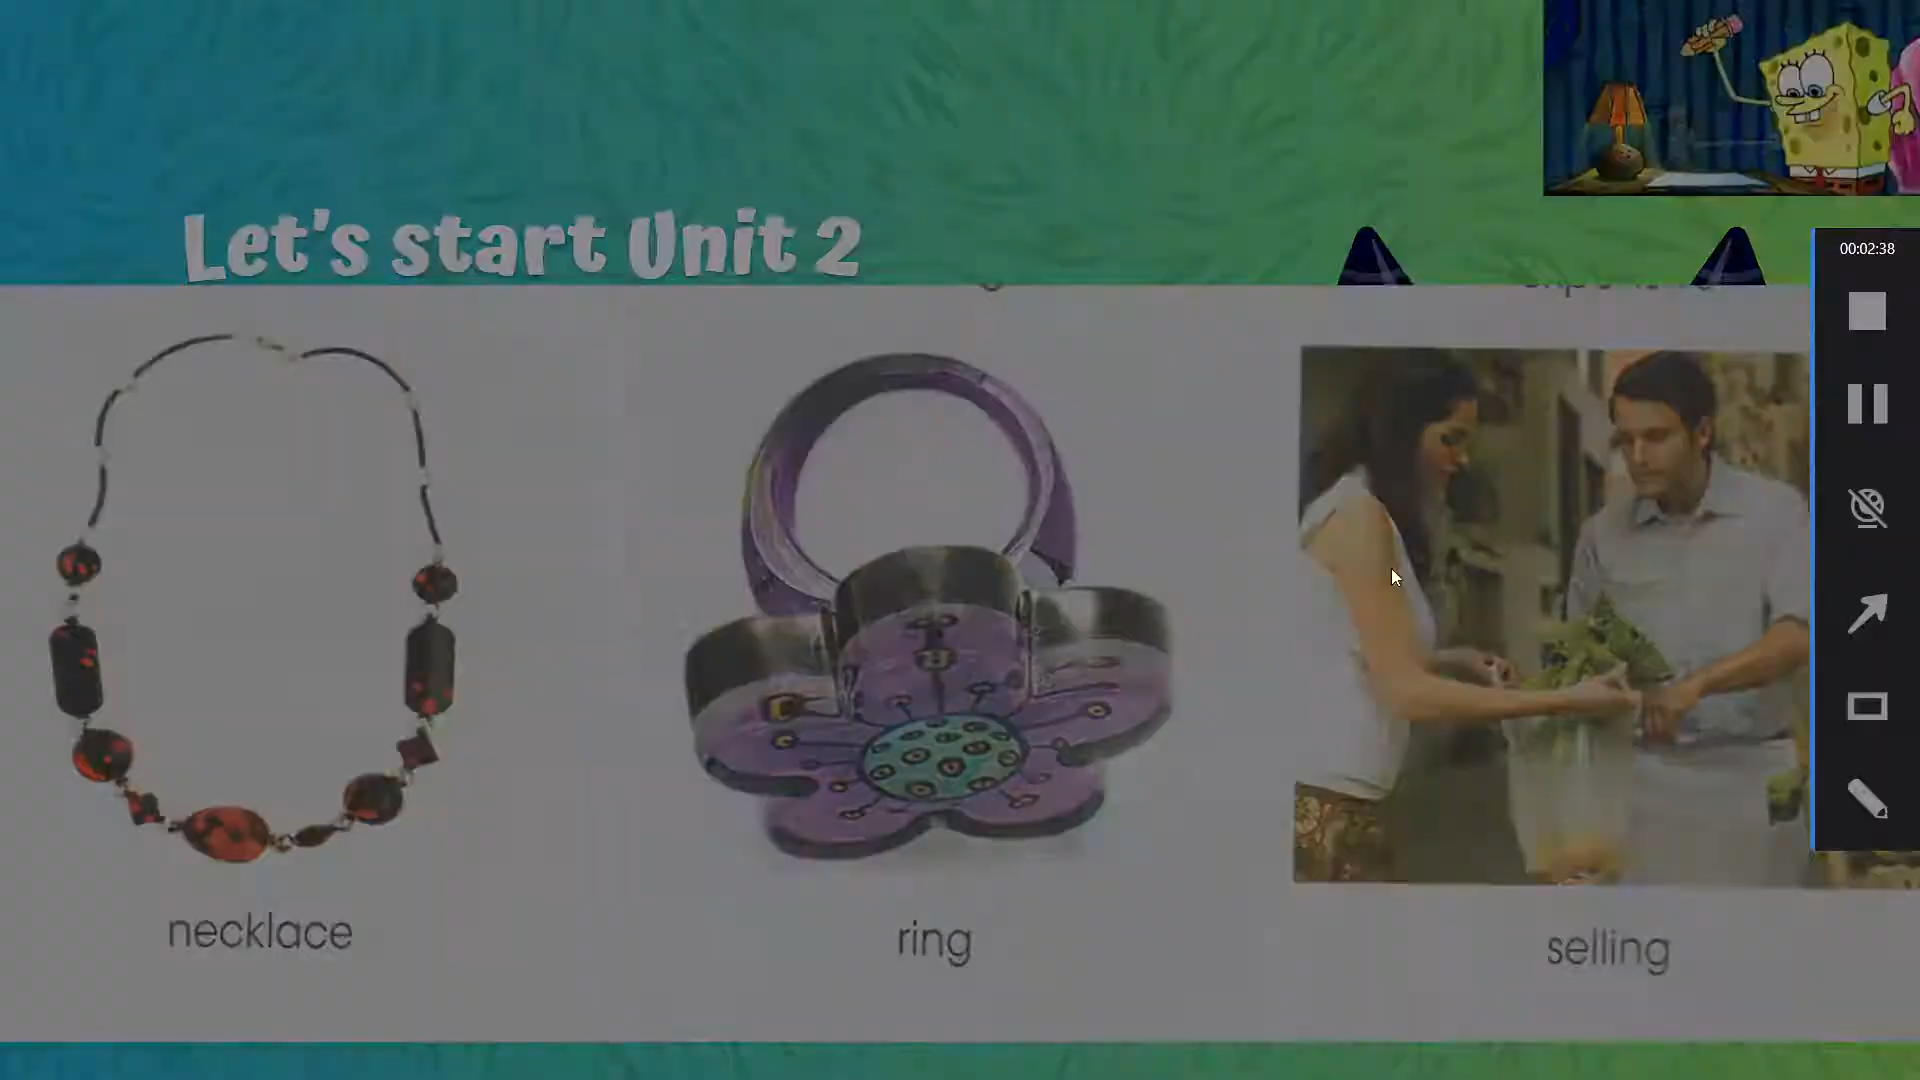 Let's start Unit 2
00:02:38
necklace
ring
selling